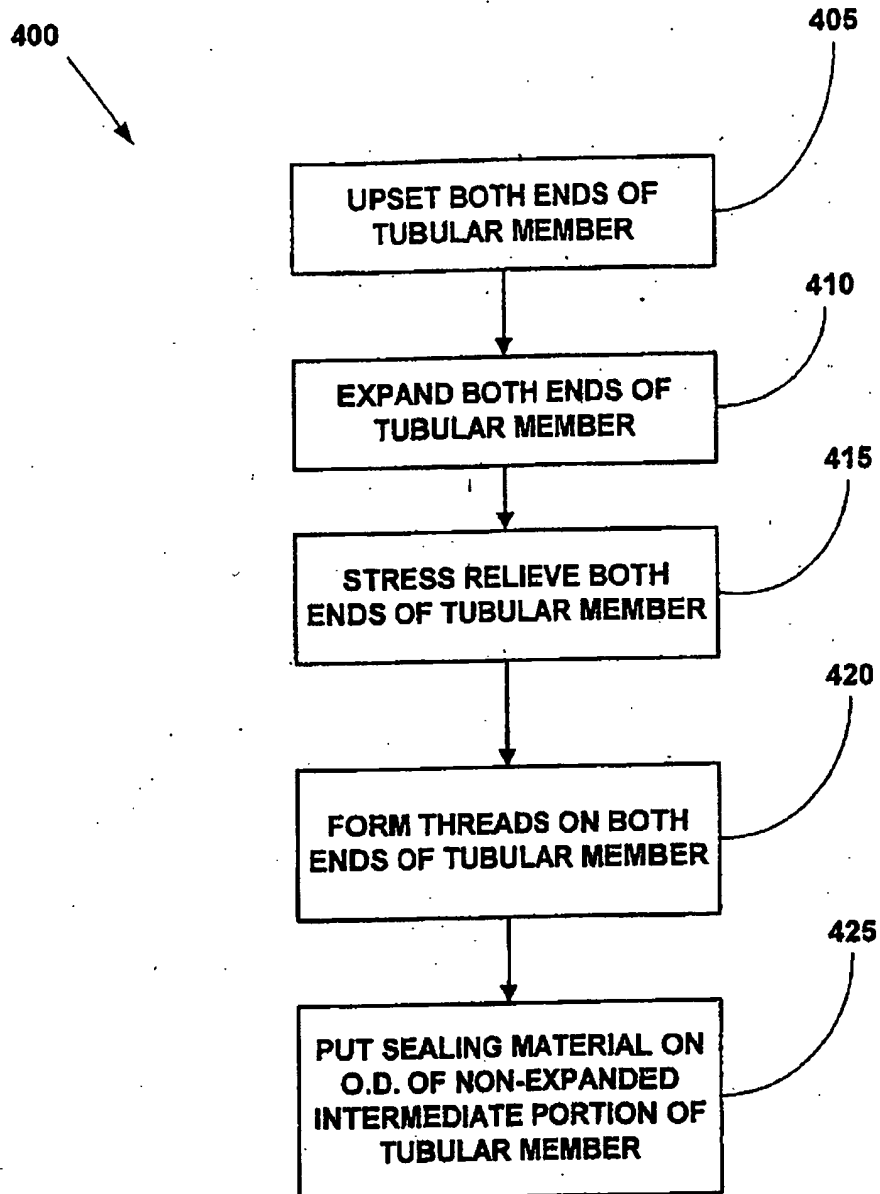 400
405
UPSET BOTH ENDS OF
TUBULAR MEMBER
410
EXPAND BOTH ENDS OF
TUBULAR MEMBER
415
STRESS RELIEVE BOTH
ENDS OF TUBULAR MEMBER
420
FORM THREADS ON BOTH
ENDS OF TUBULAR MEMBER
425
PUT SEALING MATERIAL ON
O.D. OF NON-EXPANDED
INTERMEDIATE PORTION OF
TUBULAR MEMBER